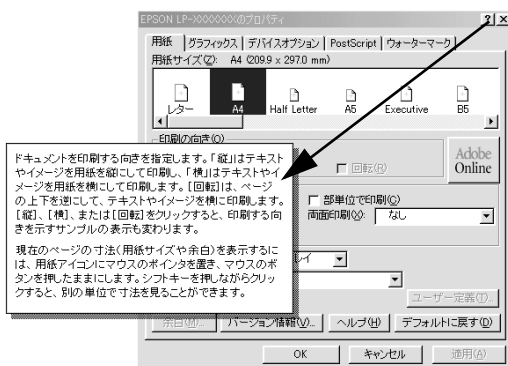 EPSON LP-XXXXXXXのプロパティ
用紙 グラフィックス デバイスオプション PostScript ウォーターマーク
用紙サイズ(Z): A4 (209.9 x 297.0 mm)
レター A4 Half Letter A5 Executive B5
印刷の向き(O)
回転(R)
Adobe
Online
ドキュメントを印刷する向きを指定します。「縦」はテキスト
やイメージを用紙を縦にして印刷し、「横」はテキストやイ
メージを用紙を横にして印刷します。[回転]は、ページ
の上下を逆にして、テキストやイメージを横に印刷します。
[縦]、[横]、または[回転]をクリックすると、印刷する向
きを示すサンプルの表示も変わります。
現在のページの寸法(用紙サイズや余白)を表示するに
は、用紙アイコンにマウスのポインタを置き、マウスのボ
タンを押したままにします。シフトキーを押しながらクリッ
クすると、別の単位で寸法を見ることができます。
部単位で印刷(C)
両面印刷(X): なし
レイ
ユーザー定義(T)...
余白(M)... バージョン情報(V)... ヘルプ(H) デフォルトに戻す(D)
OK キャンセル 適用(A)